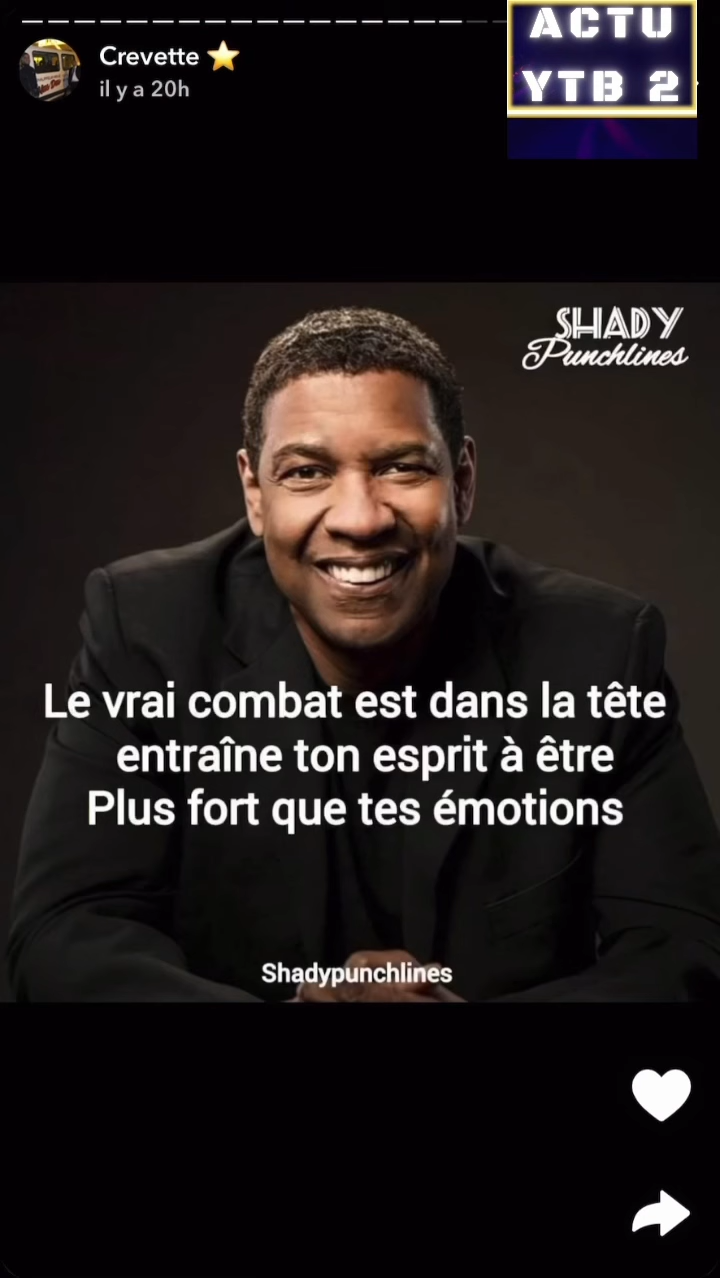 Crevette ⭐
il y a 20h
ACTU
YTB 2
SHADY
Punchlines
Le vrai combat est dans la tête
entraîne ton esprit à être
Plus fort que tes émotions
Shadypunchlines